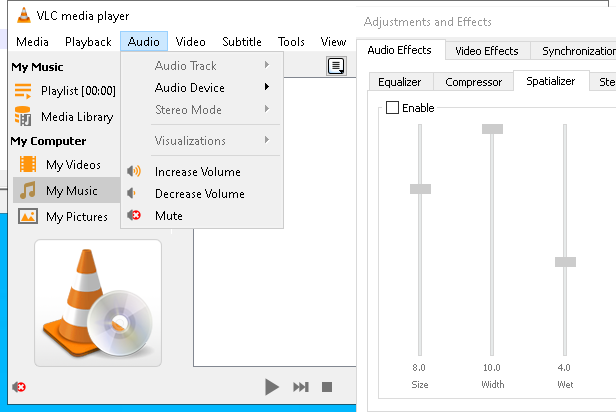 VLC media player
Media Playback Audio Video Subtitle Tools View
My Music
Playlist [00:00]
Media Library
My Computer
My Videos
My Music
My Pictures
Audio Track
Audio Device
Stereo Mode
Visualizations
Increase Volume
Decrease Volume
Mute
Adjustments and Effects
Audio Effects Video Effects Synchronization
Equalizer Compressor Spatializer Ste
Enable
8.0 10.0 4.0
Size Width Wet